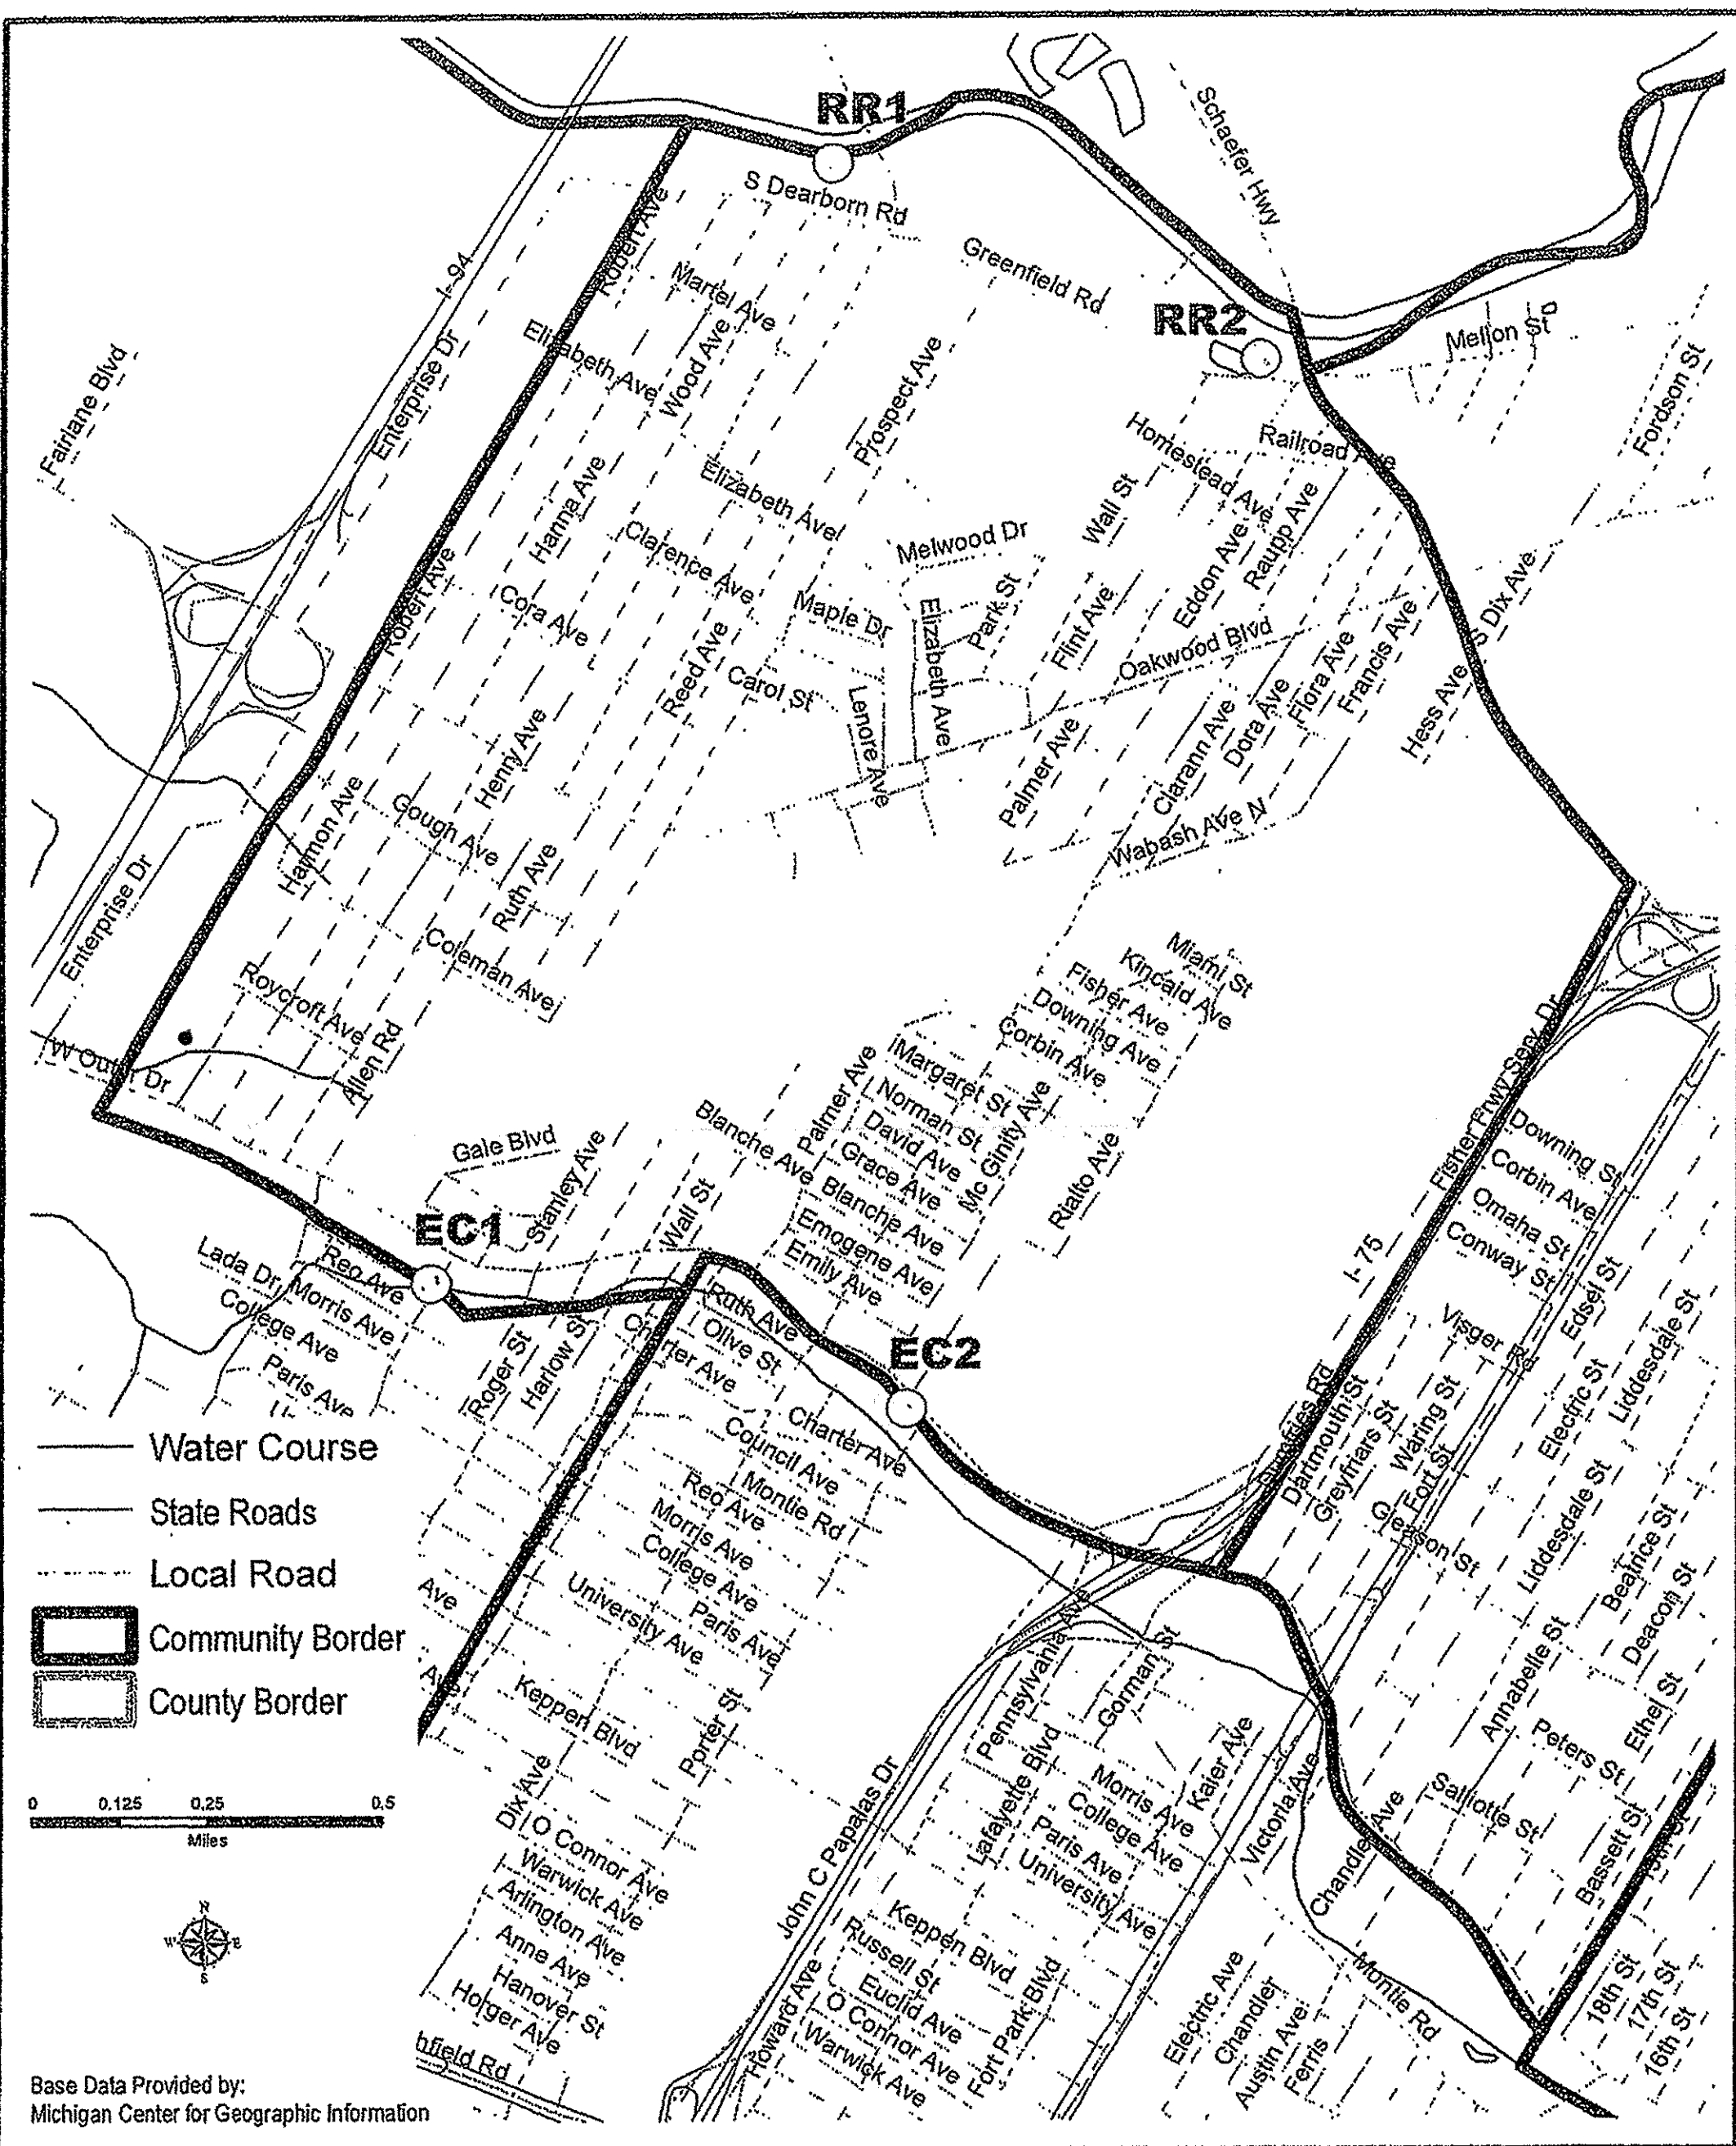 RR1
Schaefer Hwy
S Dearborn Rd
Robert Ave
Greenfield Rd
I-94
Martel Ave
RR2
Mellon St
Elizabeth Ave
Wood Ave
Enterprise Dr
Fairlane Blvd
Prospect Ave
Fordson St
Homestead Ave
Railroad Ave
Hanna Ave
Elizabeth Ave
Wall St
Clarence Ave
Melwood Dr
Eddon Ave
Raupp Ave
Robert Ave
Cora Ave
Maple Dr
Elizabeth Ave
Park St
Flint Ave
S Dix Ave
Oakwood Blvd
Reed Ave
Carol St
Lenore Ave
Flora Ave
Francis Ave
Hess Ave
Henry Ave
Palmer Ave
Clarann Ave
Dora Ave
Harmon Ave
Gough Ave
Wabash Ave N
Enterprise Dr
Ruth Ave
Coleman Ave
Roycroft Ave
Allen Rd
W Outer Dr
Miami St
Kincaid Ave
Fisher Ave
Downing Ave
Corbin Ave
Fisher Frwy Serv Dr
Margaret St
Palmer Ave
Norman St
David Ave
Grace Ave
Mc Ginity Ave
Blanche Ave
Blanche Ave
Emogene Ave
Emily Ave
Rialto Ave
Downing St
Corbin Ave
Omaha St
Conway St
Gale Blvd
Stanley Ave
Wall St
EC1
I-75
Edsel St
Liddesdale St
Visger Rd
Lada Dr
Reo Ave
Morris Ave
College Ave
Paris Ave
Roger St
Harlow St
Ruth Ave
Olive St
Charter Ave
EC2
Charter Ave
Council Ave
Montie Rd
Reo Ave
Morris Ave
College Ave
Paris Ave
University Ave
Humfries Rd
Dartmouth St
Greyfriars St
Waring St
Fort St
Gleason St
Electric St
Liddesdale St
Beatrice St
Deacon St
Annabelle St
Ethel St
Peters St
Salliotte St
Bassett St
Water Course
State Roads
Local Road
Community Border
County Border
Ave
Keppen Blvd
Porter St
Dix Ave
O Connor Ave
Warwick Ave
Arlington Ave
Anne Ave
Hanover St
Holger Ave
hfield Rd
John C Papalas Dr
Howard Ave
Pennsylvania Ave
Gorman St
Lafayette Blvd
Kaier Ave
Morris Ave
College Ave
Paris Ave
University Ave
Victoria Ave
Chandler Ave
Keppen Blvd
Russell St
Euclid Ave
O Connor Ave
Warwick Ave
Fort Park Blvd
Electric Ave
Chandler
Austin Ave
Ferris
Montie Rd
18th St
17th St
16th St
0 0.125 0.25 0.5
Miles
N
W E
S
Base Data Provided by:
Michigan Center for Geographic Information